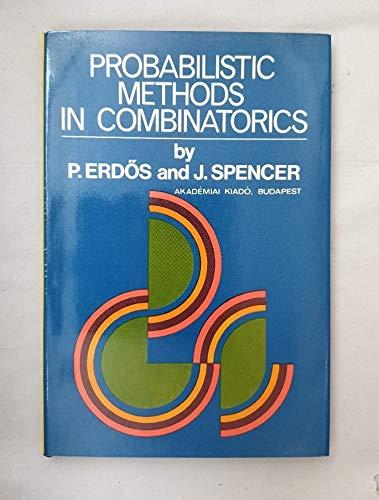 PROBABILISTIC
METHODS
IN COMBINATORICS
by
P. ERDŐS and J. SPENCER
AKADÉMIAI KIADÓ, BUDAPEST